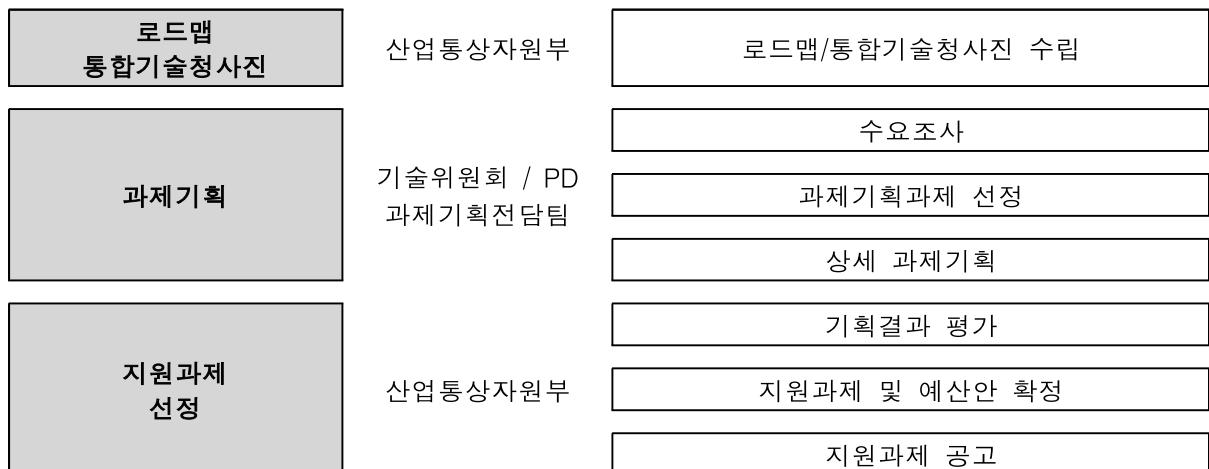 로드맵
통합기술청사진
산업통상자원부
로드맵/통합기술청사진 수립
과제기획
기술위원회 / PD
과제기획전담팀
수요조사
과제기획과제 선정
상세 과제기획
지원과제
선정
산업통상자원부
기획결과 평가
지원과제 및 예산안 확정
지원과제 공고